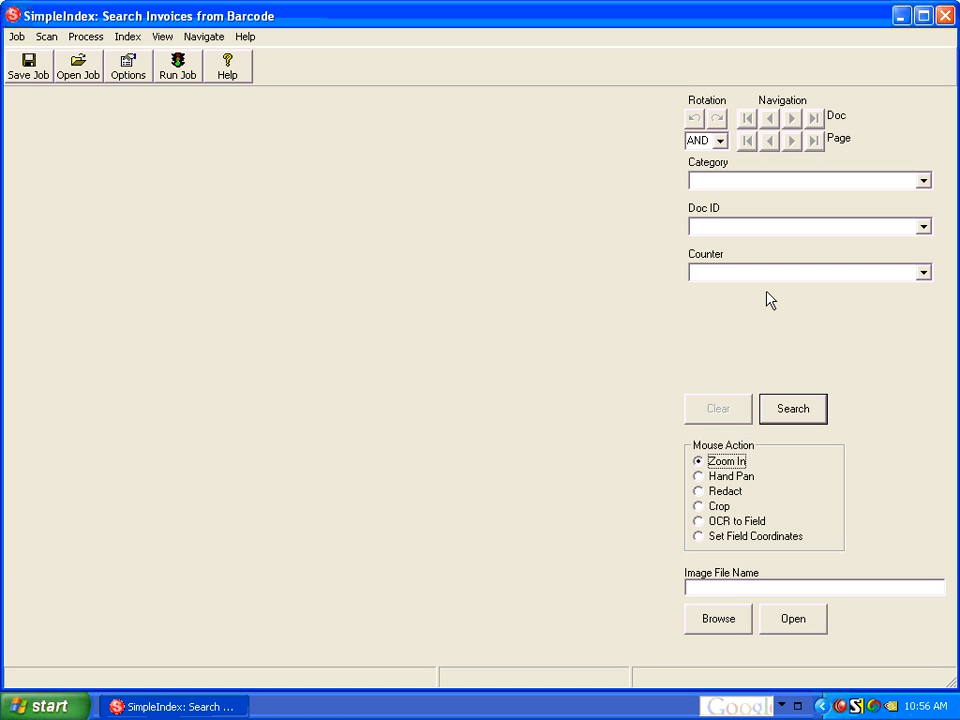 SimpleIndex: Search Invoices from Barcode
Job Scan Process Index View Navigate Help
Save Job Open Job Options Run Job Help
Rotation Navigation
Doc
AND Page
Category
Doc ID
Counter
Clear Search
Mouse Action
Zoom In
Hand Pan
Redact
Crop
OCR to Field
Set Field Coordinates
Image File Name
Browse Open
start SimpleIndex: Search ... Google 10:56 AM